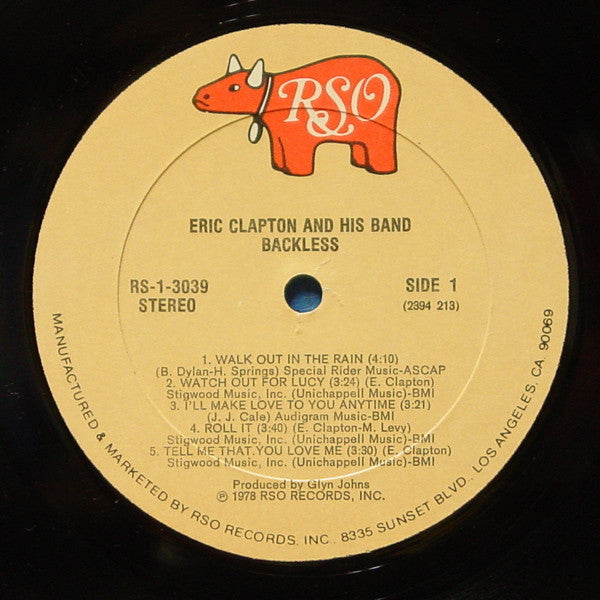 RSO
ERIC CLAPTON AND HIS BAND
BACKLESS
RS-1-3039
STEREO
SIDE 1
(2394 213)
1. WALK OUT IN THE RAIN (4:10)
(B. Dylan-H. Springs) Special Rider Music-ASCAP
2. WATCH OUT FOR LUCY (3:24) (E. Clapton)
Stigwood Music, Inc. (Unichappell Music)-BMI
3. I'LL MAKE LOVE TO YOU ANYTIME (3:21)
(J. J. Cale) Audigram Music-BMI
4. ROLL IT (3:40) (E. Clapton-M. Levy)
Stigwood Music, Inc. (Unichappell Music)-BMI
5. TELL ME THAT YOU LOVE ME (3:30) (E. Clapton)
Stigwood Music, Inc. (Unichappell Music)-BMI
Produced by Glyn Johns
℗ 1978 RSO RECORDS, INC.
MANUFACTURED & MARKETED BY RSO RECORDS, INC. 8335 SUNSET BLVD., LOS ANGELES, CA. 90069